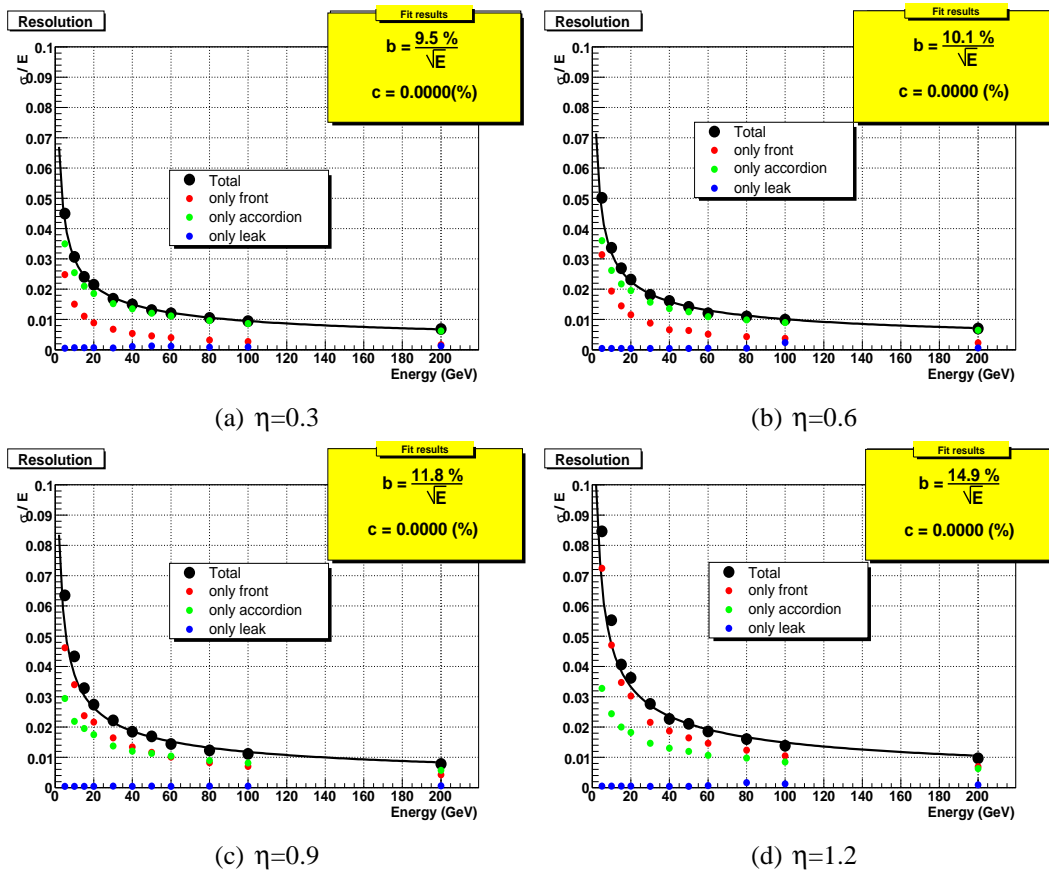 Resolution
Fit results
b = 9.5 % / √E
c = 0.0000(%)
σ/ E
0.1
0.09
0.08
0.07
0.06
0.05
0.04
0.03
0.02
0.01
0
Total
only front
only accordion
only leak
0 20 40 60 80 100 120 140 160 180 200
Energy (GeV)
(a) η=0.3
Resolution
Fit results
b = 10.1 % / √E
c = 0.0000 (%)
σ/ E
0.1
0.09
0.08
0.07
0.06
0.05
0.04
0.03
0.02
0.01
0
Total
only front
only accordion
only leak
0 20 40 60 80 100 120 140 160 180 200
Energy (GeV)
(b) η=0.6
Resolution
Fit results
b = 11.8 % / √E
c = 0.0000 (%)
σ/ E
0.1
0.09
0.08
0.07
0.06
0.05
0.04
0.03
0.02
0.01
0
Total
only front
only accordion
only leak
0 20 40 60 80 100 120 140 160 180 200
Energy (GeV)
(c) η=0.9
Resolution
Fit results
b = 14.9 % / √E
c = 0.0000 (%)
σ/ E
0.1
0.09
0.08
0.07
0.06
0.05
0.04
0.03
0.02
0.01
0
Total
only front
only accordion
only leak
0 20 40 60 80 100 120 140 160 180 200
Energy (GeV)
(d) η=1.2